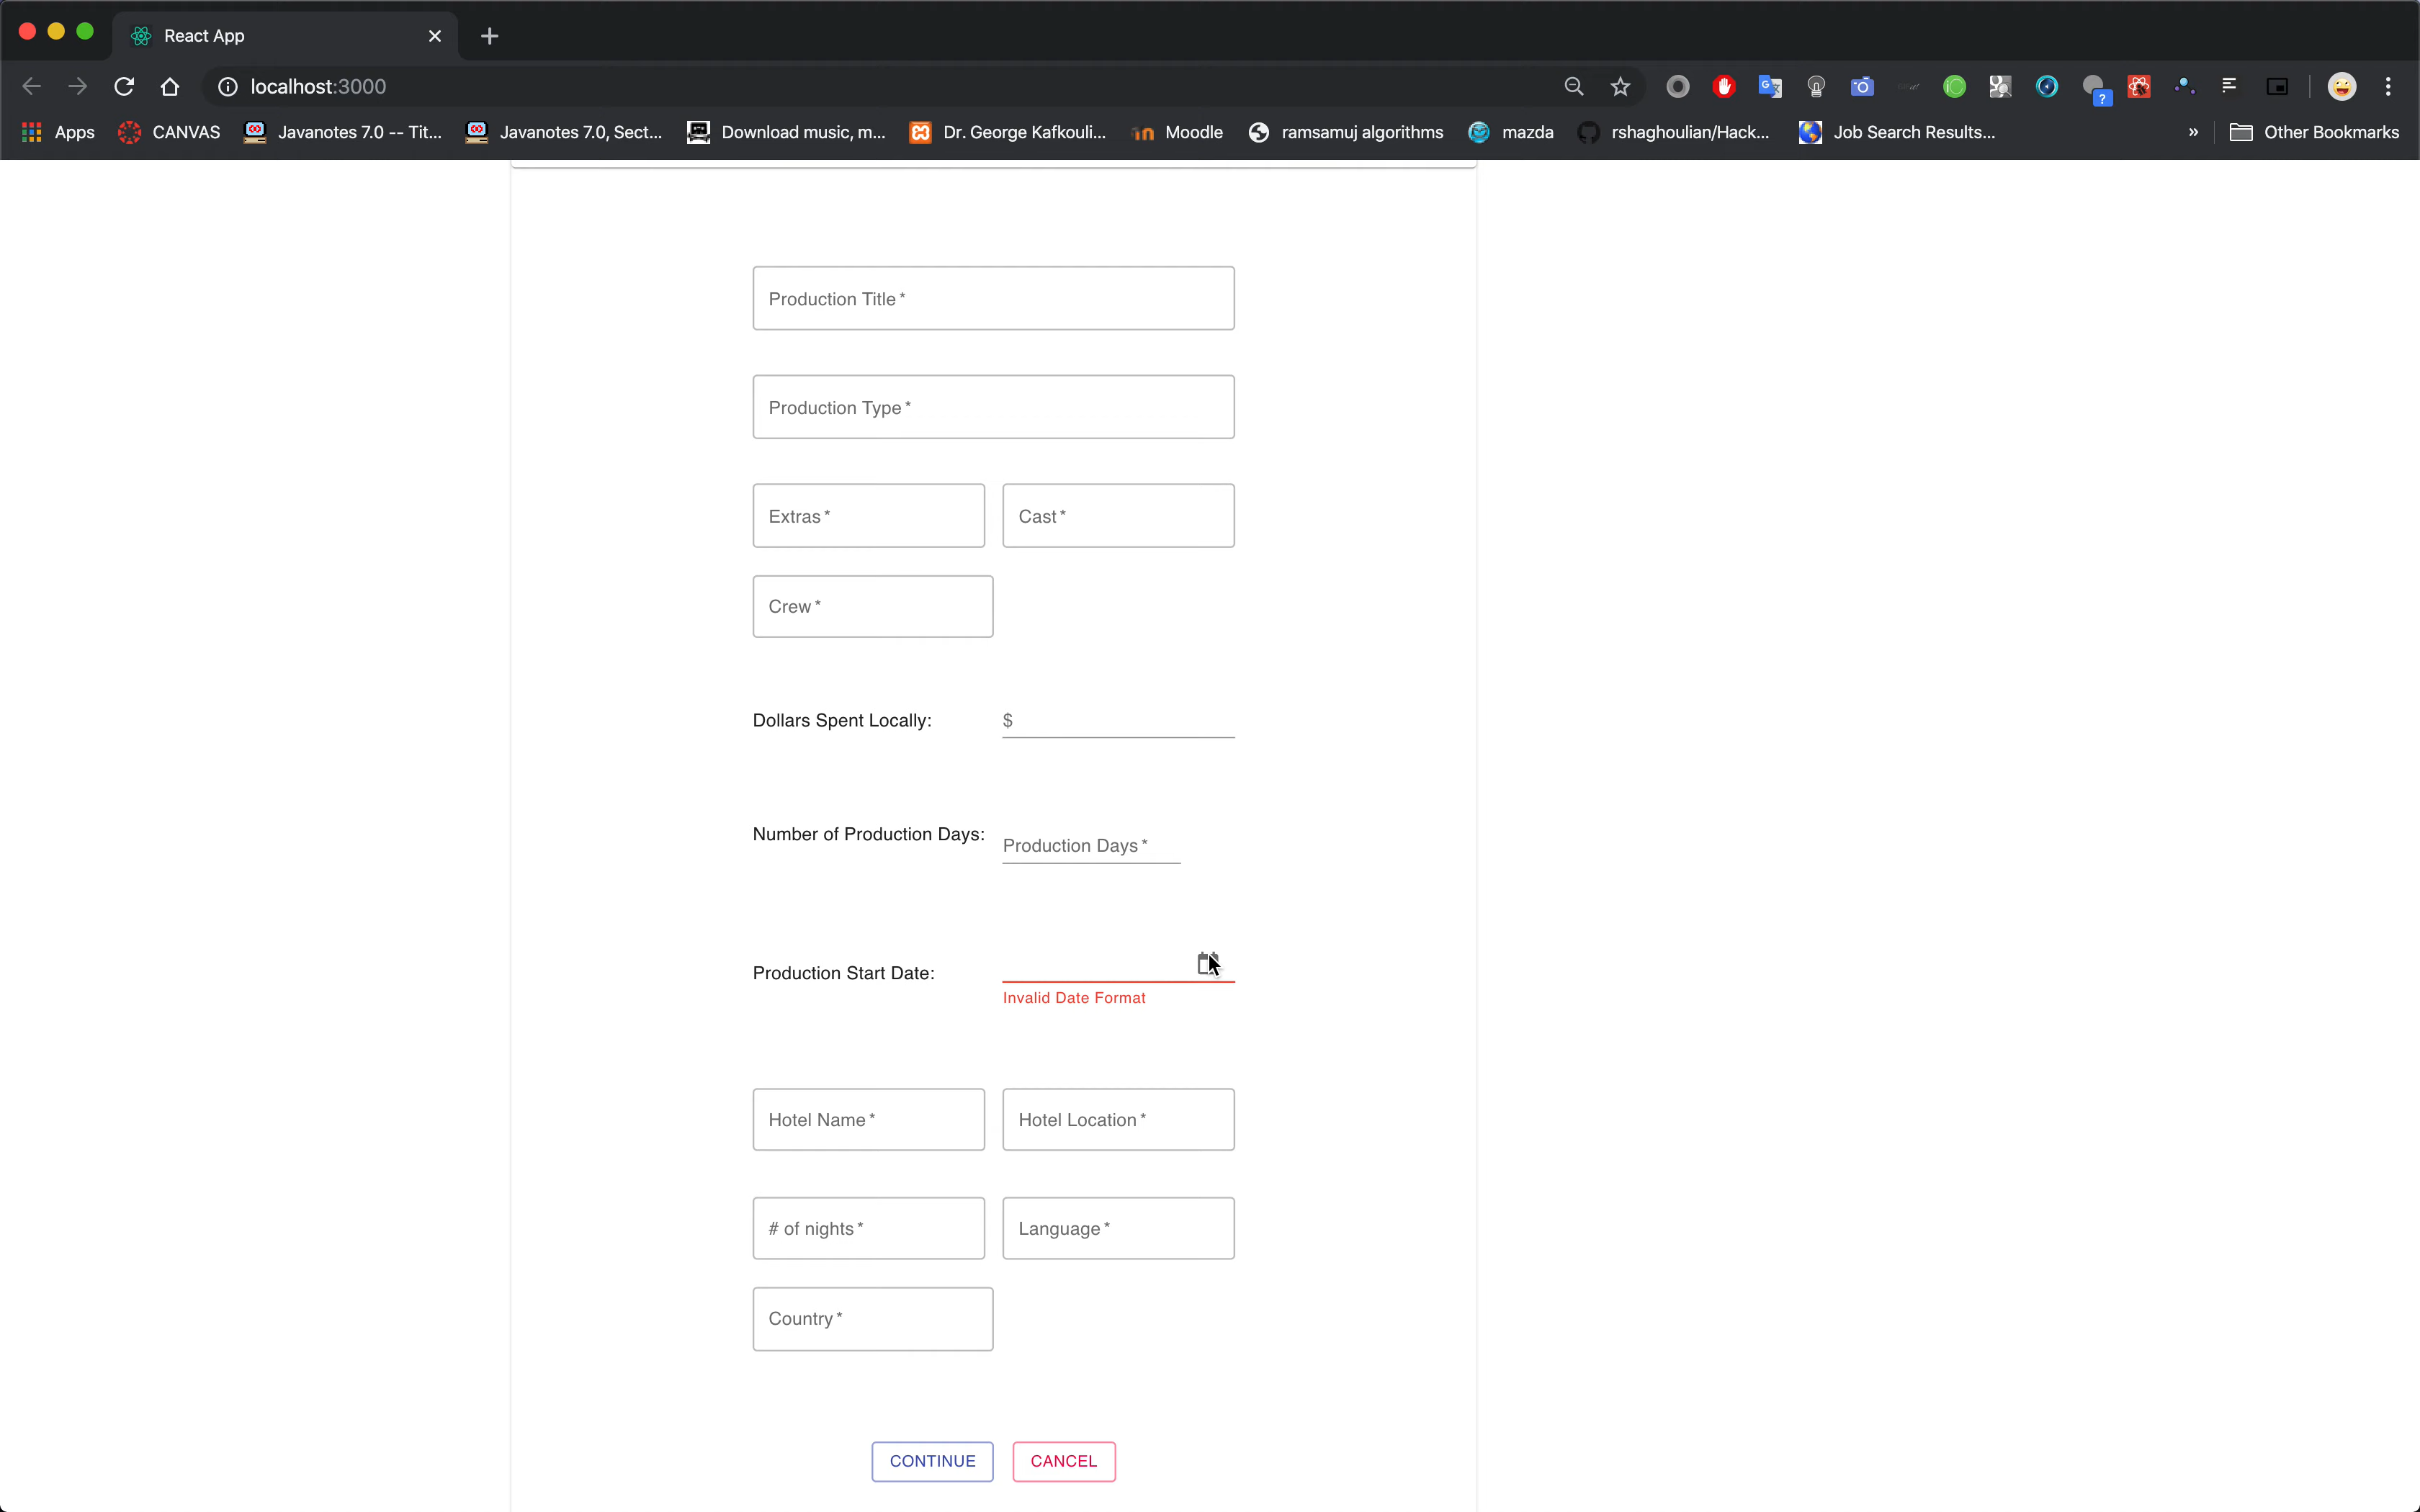 React App
localhost:3000
Apps CANVAS Javanotes 7.0 -- Tit... Javanotes 7.0, Sect... Download music, m... Dr. George Kafkouli... Moodle ramsamuj algorithms mazda rshaghoulian/Hack... Job Search Results... » Other Bookmarks
Production Title *
Production Type *
Extras * Cast *
Crew *
Dollars Spent Locally: $
Number of Production Days: Production Days *
Production Start Date:
Invalid Date Format
Hotel Name * Hotel Location *
# of nights * Language *
Country *
CONTINUE CANCEL